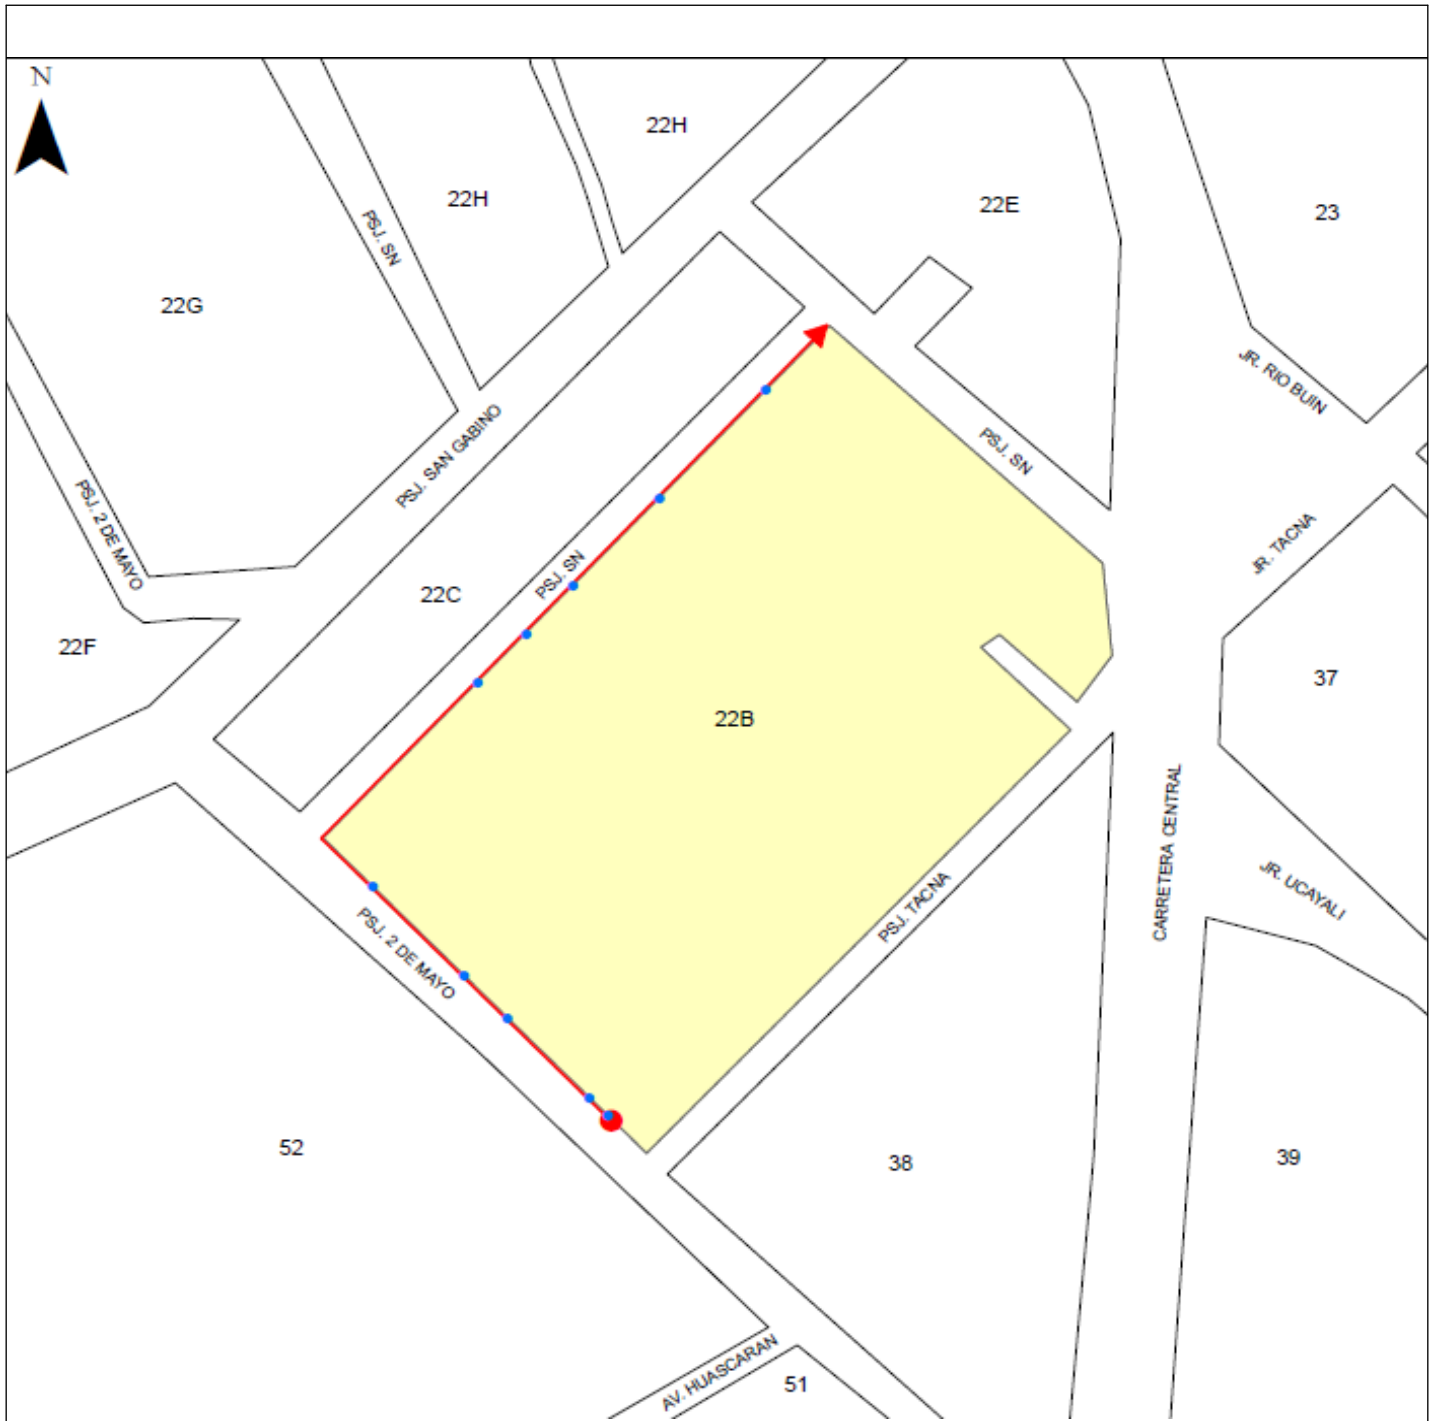 N
22H
22H
22E
23
PSJ. SN
22G
JR. RIO BUIN
PSJ. SAN GABINO
PSJ. SN
PSJ. 2 DE MAYO
JR. TACNA
PSJ. SN
22C
22F
37
22B
CARRETERA CENTRAL
PSJ. TACNA
JR. UCAYALI
PSJ. 2 DE MAYO
52
38
39
AV. HUASCARAN
51